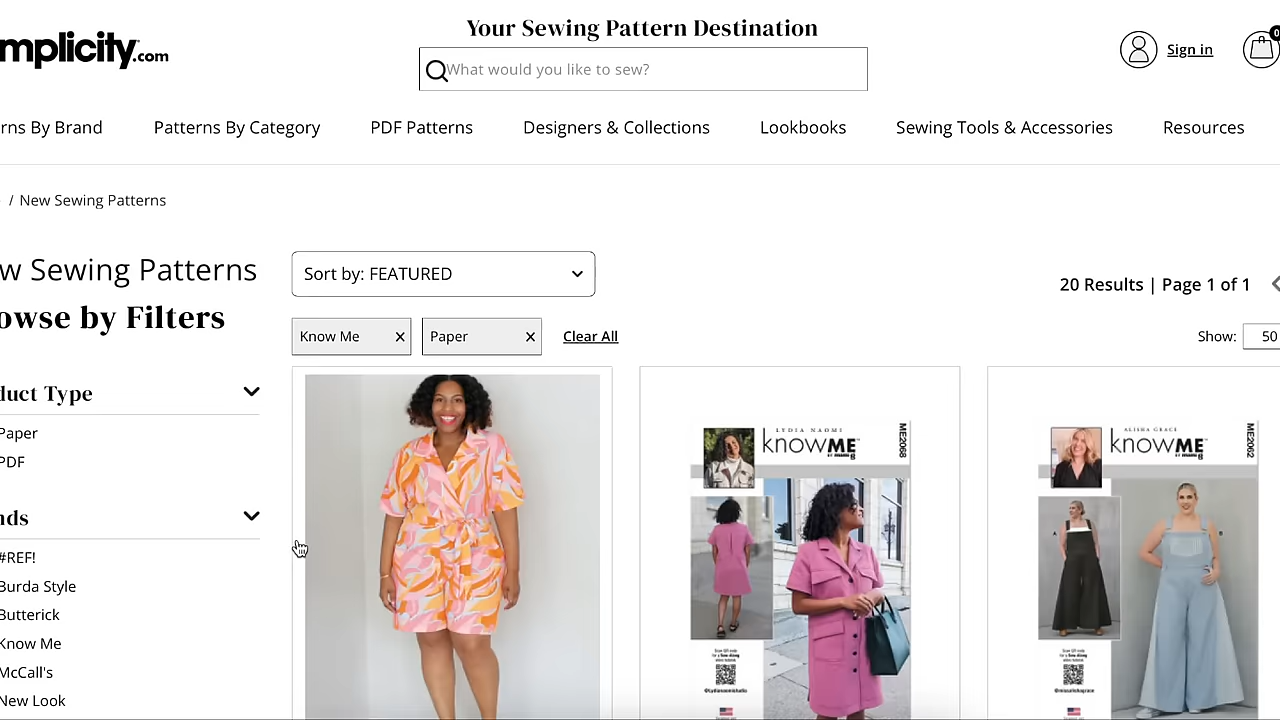 Your Sewing Pattern Destination
mplicity.com
What would you like to sew?
Sign in
0
rns By Brand
Patterns By Category
PDF Patterns
Designers & Collections
Lookbooks
Sewing Tools & Accessories
Resources
/ New Sewing Patterns
w Sewing Patterns
Sort by: FEATURED
20 Results | Page 1 of 1
owse by Filters
Know Me
Paper
Clear All
Show: 50
duct Type
Paper
PDF
nds
#REF!
Burda Style
Butterick
Know Me
McCall's
New Look
LYDIA NAOMI
knowME
ME2068
@Lydianaomistudio
ALISHA GRACE
knowME
ME2062
A
B
@missalishagrace